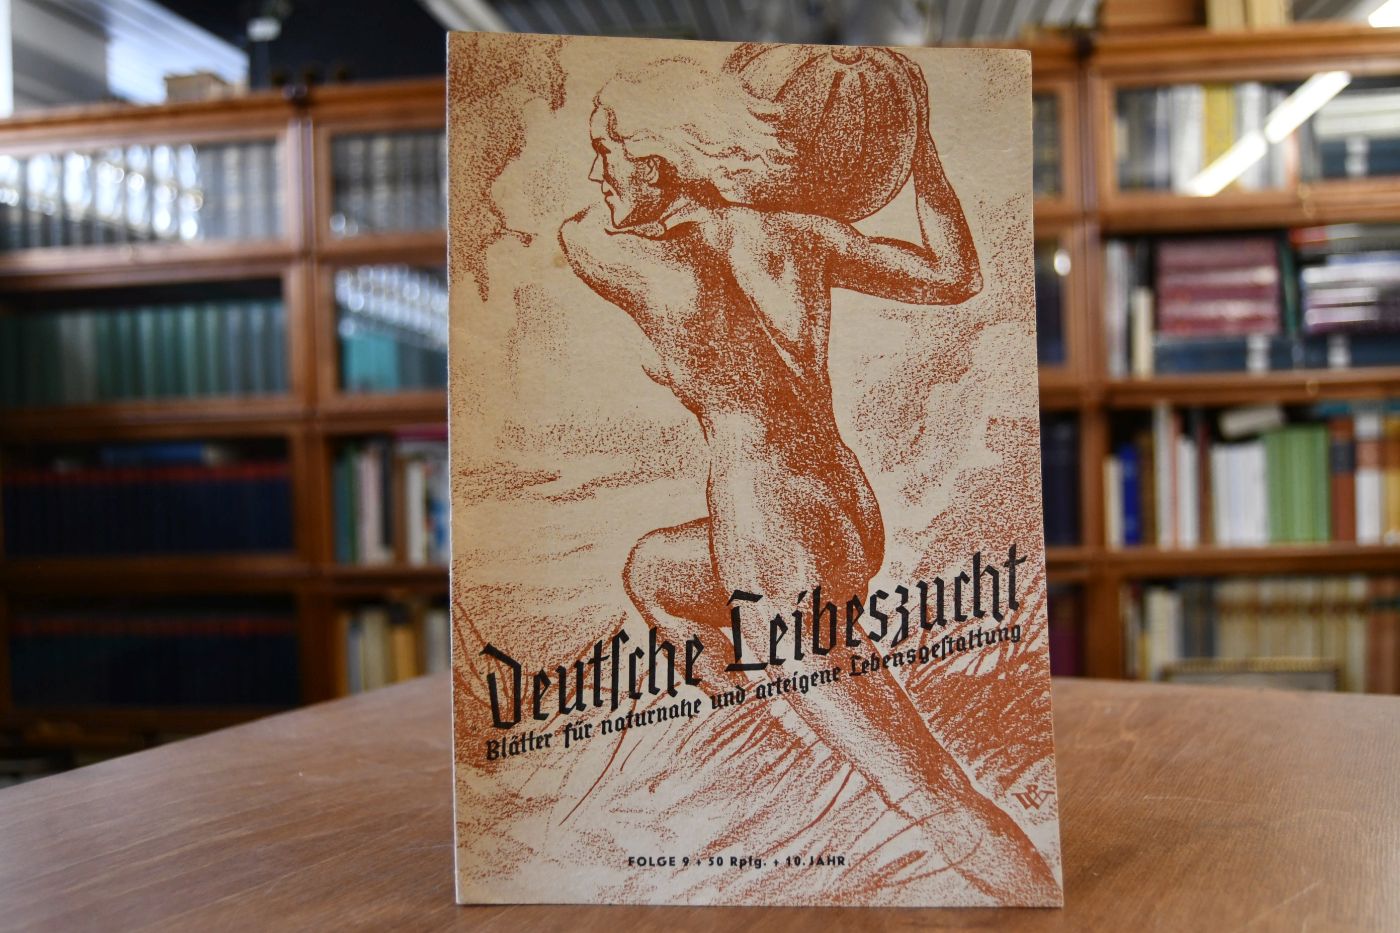 Deutsche Leibeszucht
Blätter für naturnahe und arteigene Lebensgestaltung
FOLGE 9 + 50 Rpfg. + 10. JAHR